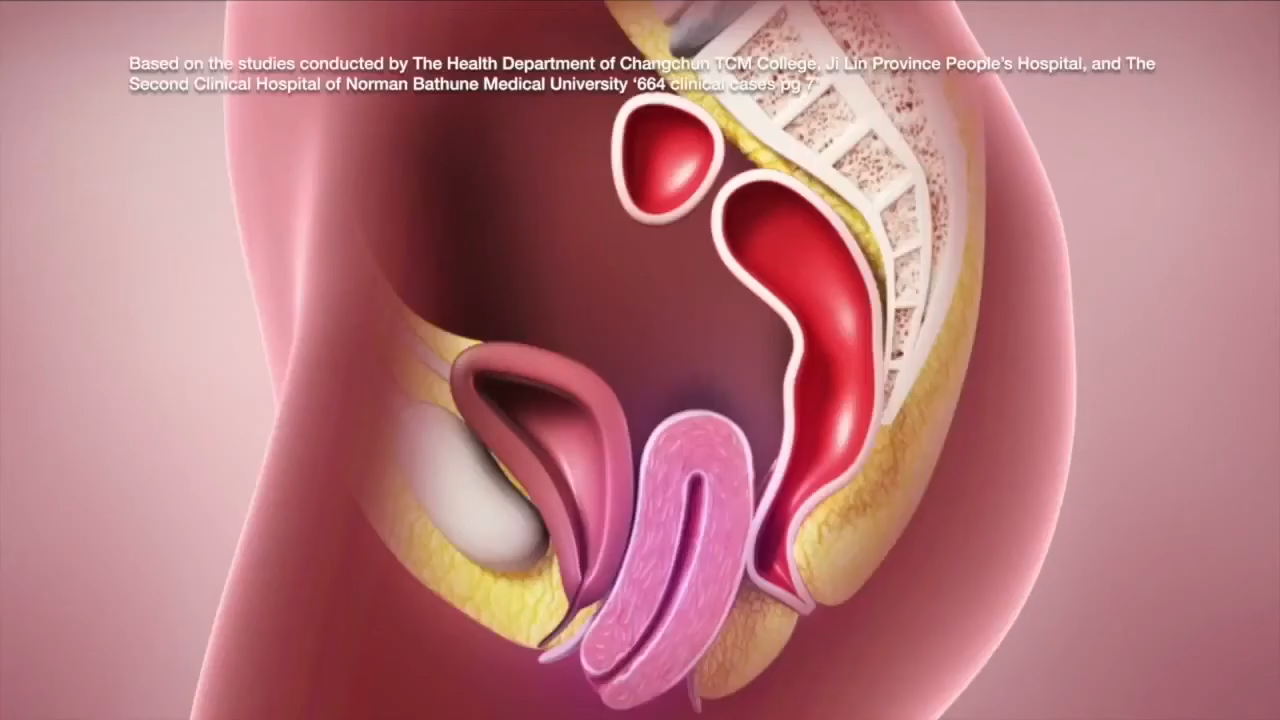 Based on the studies conducted by The Health Department of Changchun TCM College, Ji Lin Province People's Hospital, and The
Second Clinical Hospital of Norman Bathune Medical University ‘664 clinical cases pg 7’